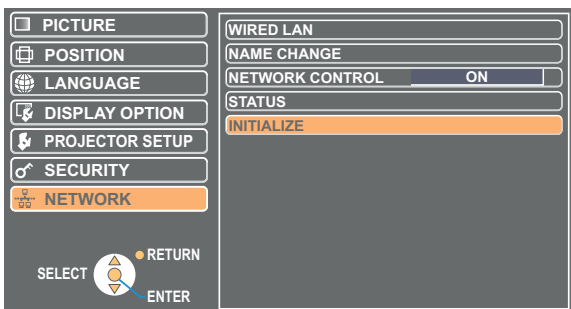 PICTURE
POSITION
LANGUAGE
DISPLAY OPTION
PROJECTOR SETUP
SECURITY
NETWORK
RETURN
SELECT
ENTER
WIRED LAN
NAME CHANGE
NETWORK CONTROL ON
STATUS
INITIALIZE